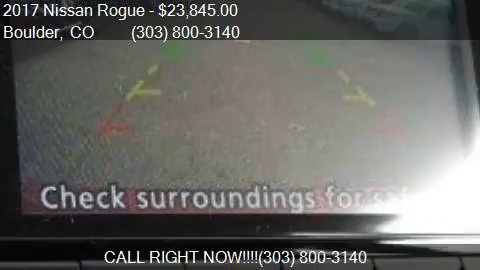 2017 Nissan Rogue - $23,845.00
Boulder, CO (303) 800-3140
Check surroundings for
CALL RIGHT NOW!!!!(303) 800-3140